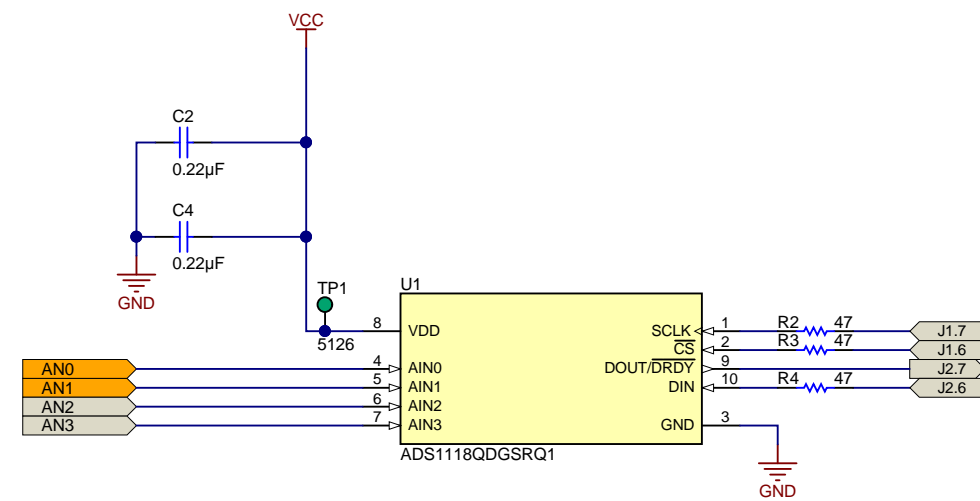 VCC
C2
0.22µF
C4
0.22µF
GND
TP1
5126
U1
8 VDD
SCLK 1 R2 47 J1.7
CS 2 R3 47 J1.6
AN0 4 AIN0
DOUT/DRDY 9 J2.7
AN1 5 AIN1
DIN 10 R4 47 J2.6
AN2 6 AIN2
AN3 7 AIN3
GND 3
ADS1118QDGSRQ1
GND